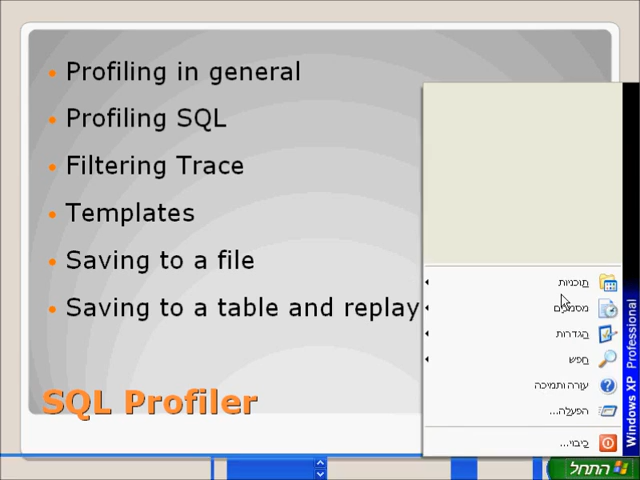 Profiling in general
Profiling SQL
Filtering Trace
Templates
Saving to a file
Saving to a table and replay
SQL Profiler
תוכניות
מסמכים
הגדרות
חפש
עזרה ותמיכה
הפעלה...
כיבוי...
Windows XP Professional
התחל